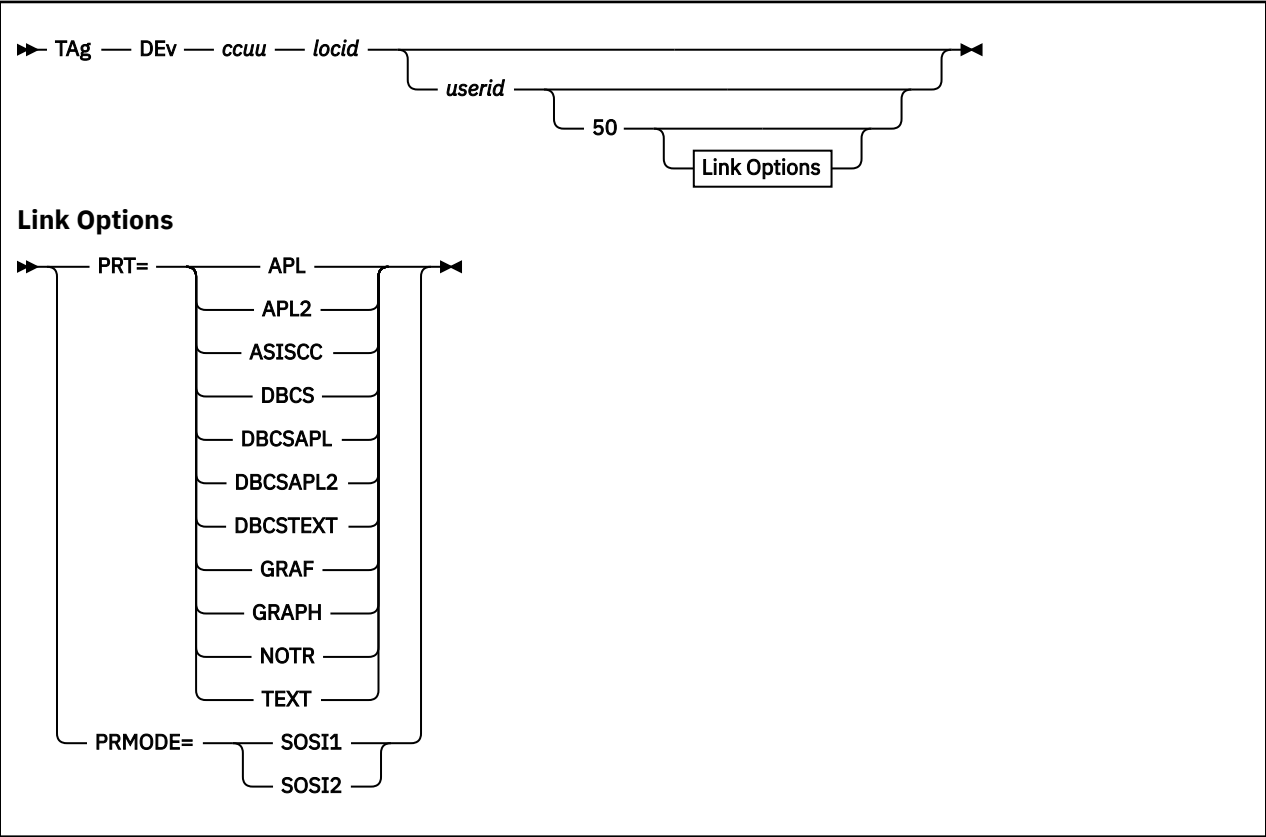 TAg DEv ccuu locid
userid
50
Link Options
Link Options
PRT= APL
APL2
ASISCC
DBCS
DBCSAPL
DBCSAPL2
DBCSTEXT
GRAF
GRAPH
NOTR
TEXT
PRMODE= SOSI1
SOSI2